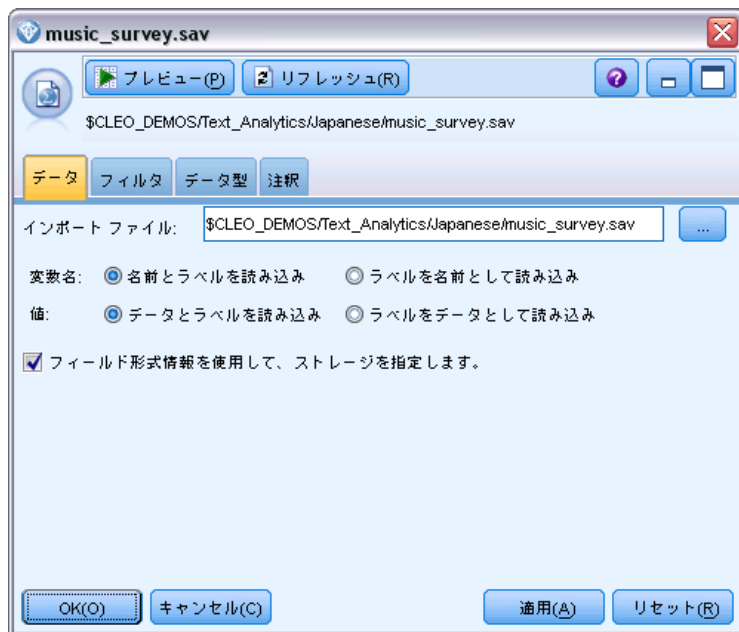 music_survey.sav
プレビュー(P) リフレッシュ(R)
$CLEO_DEMOS/Text_Analytics/Japanese/music_survey.sav
データ フィルタ データ型 注釈
インポート ファイル: $CLEO_DEMOS/Text_Analytics/Japanese/music_survey.sav ...
変数名: 名前とラベルを読み込み ラベルを名前として読み込み
値: データとラベルを読み込み ラベルをデータとして読み込み
フィールド形式情報を使用して、ストレージを指定します。
OK(O) キャンセル(C) 適用(A) リセット(R)